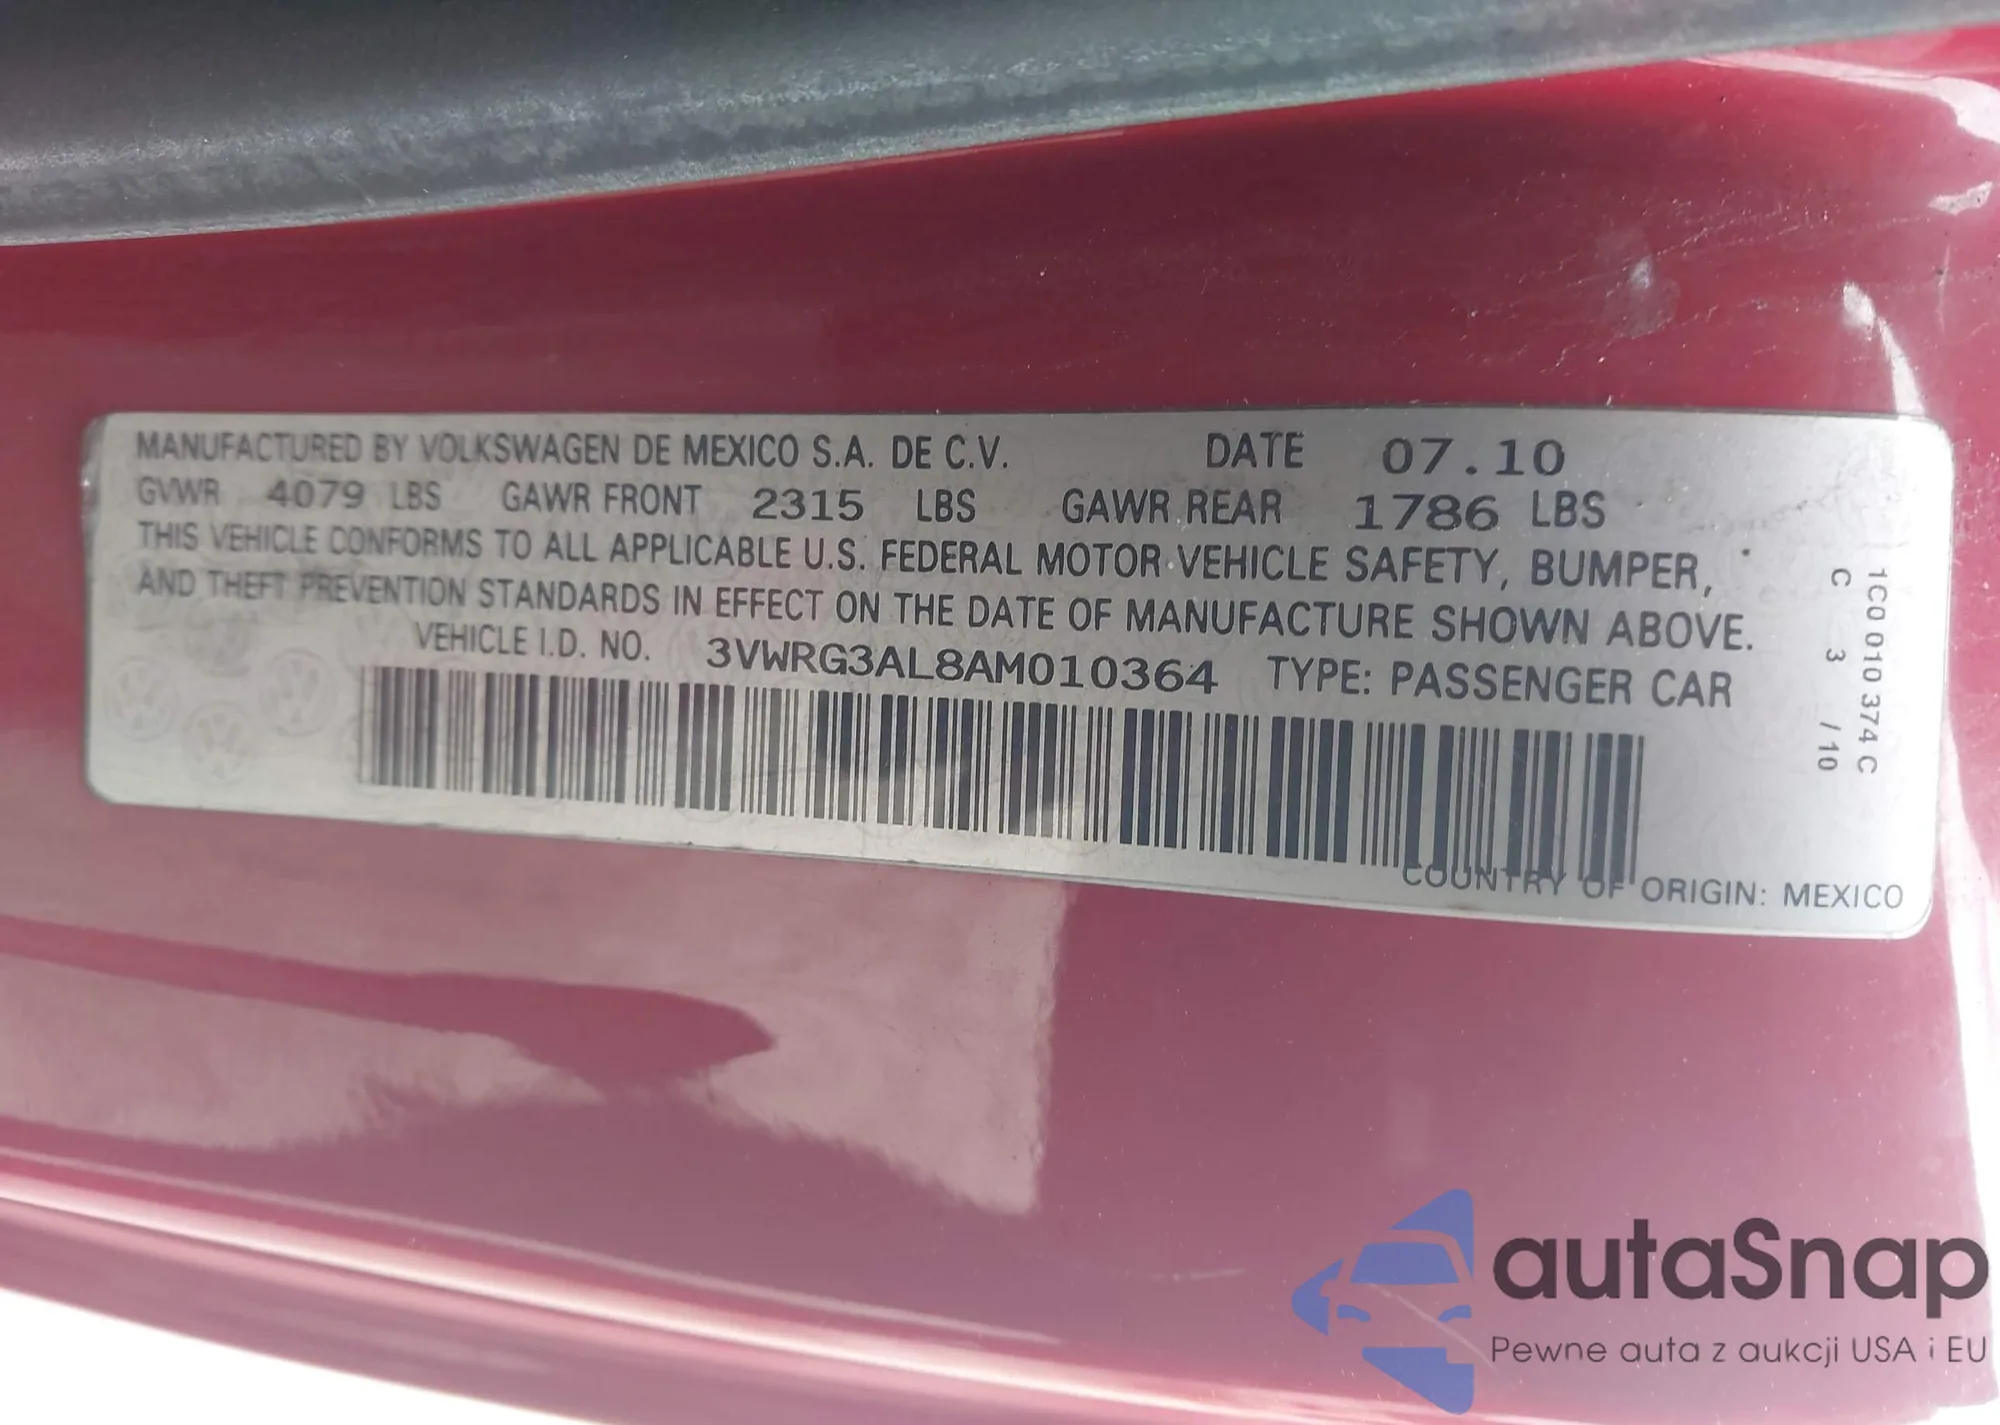 MANUFACTURED BY VOLKSWAGEN DE MEXICO S.A. DE C.V. DATE 07.10
GVWR 4079 LBS GAWR FRONT 2315 LBS GAWR REAR 1786 LBS
THIS VEHICLE CONFORMS TO ALL APPLICABLE U.S. FEDERAL MOTOR VEHICLE SAFETY, BUMPER,
AND THEFT PREVENTION STANDARDS IN EFFECT ON THE DATE OF MANUFACTURE SHOWN ABOVE.
VEHICLE I.D. NO. 3VWRG3AL8AM010364 TYPE: PASSENGER CAR
COUNTRY OF ORIGIN: MEXICO
1C0 010 374 C
C 3 /10
autaSnap
Pewne auta z aukcji USA i EU